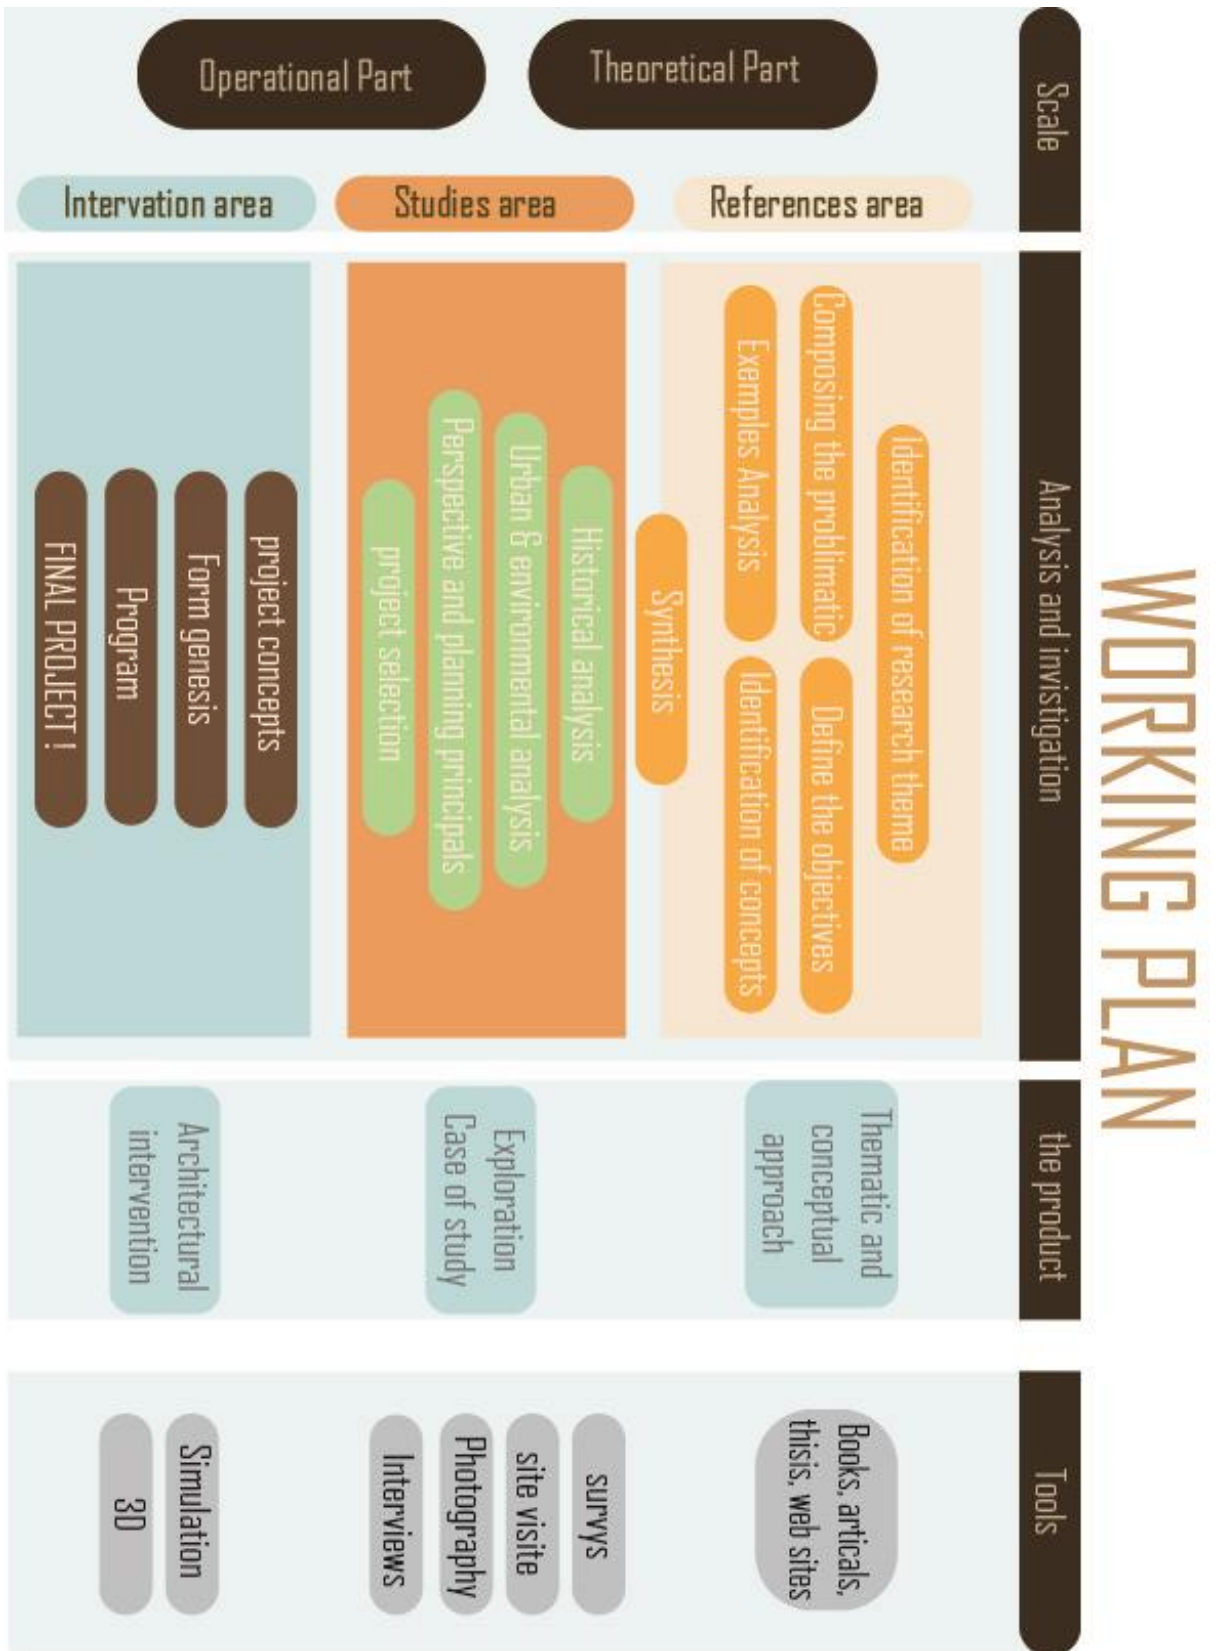 WORKING PLAN
Scale
Analysis and invistigation
the product
Tools
Theoretical Part
Operational Part
References area
Identification of research theme
Composing the problimatic
Define the objectives
Exemples Analysis
Identification of concepts
Synthesis
Thematic and
conceptual
approach
Books, articals,
thisis, web sites
Studies area
Historical analysis
Urban & environmental analysis
Perspective and planning principals
project selection
Exploration
Case of study
survys
site visite
Photography
Interviews
Intervation area
project concepts
Form genesis
Program
FINAL PROJECT !
Architectural
intervention
Simulation
3D